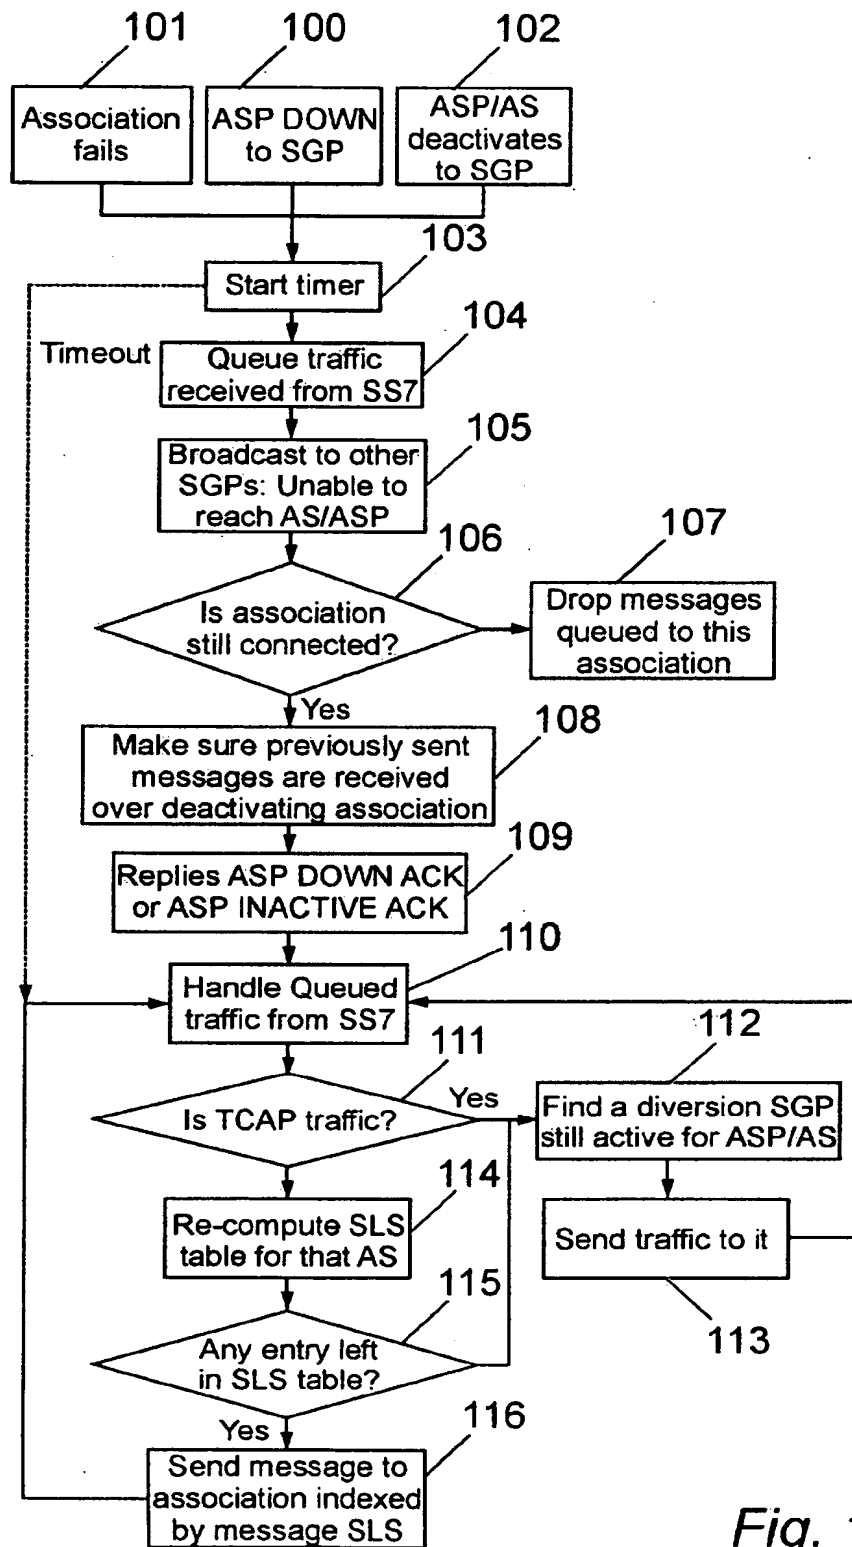 101
100
102
Association
fails
ASP DOWN
to SGP
ASP/AS
deactivates
to SGP
103
Start timer
Timeout
104
Queue traffic
received from SS7
105
Broadcast to other
SGPs: Unable to
reach AS/ASP
106
107
Is association
still connected?
Drop messages
queued to this
association
Yes
108
Make sure previously sent
messages are received
over deactivating association
109
Replies ASP DOWN ACK
or ASP INACTIVE ACK
110
Handle Queued
traffic from SS7
111
112
Is TCAP traffic?
Yes
Find a diversion SGP
still active for ASP/AS
114
Re-compute SLS
table for that AS
Send traffic to it
113
115
Any entry left
in SLS table?
Yes
116
Send message to
association indexed
by message SLS
Fig.